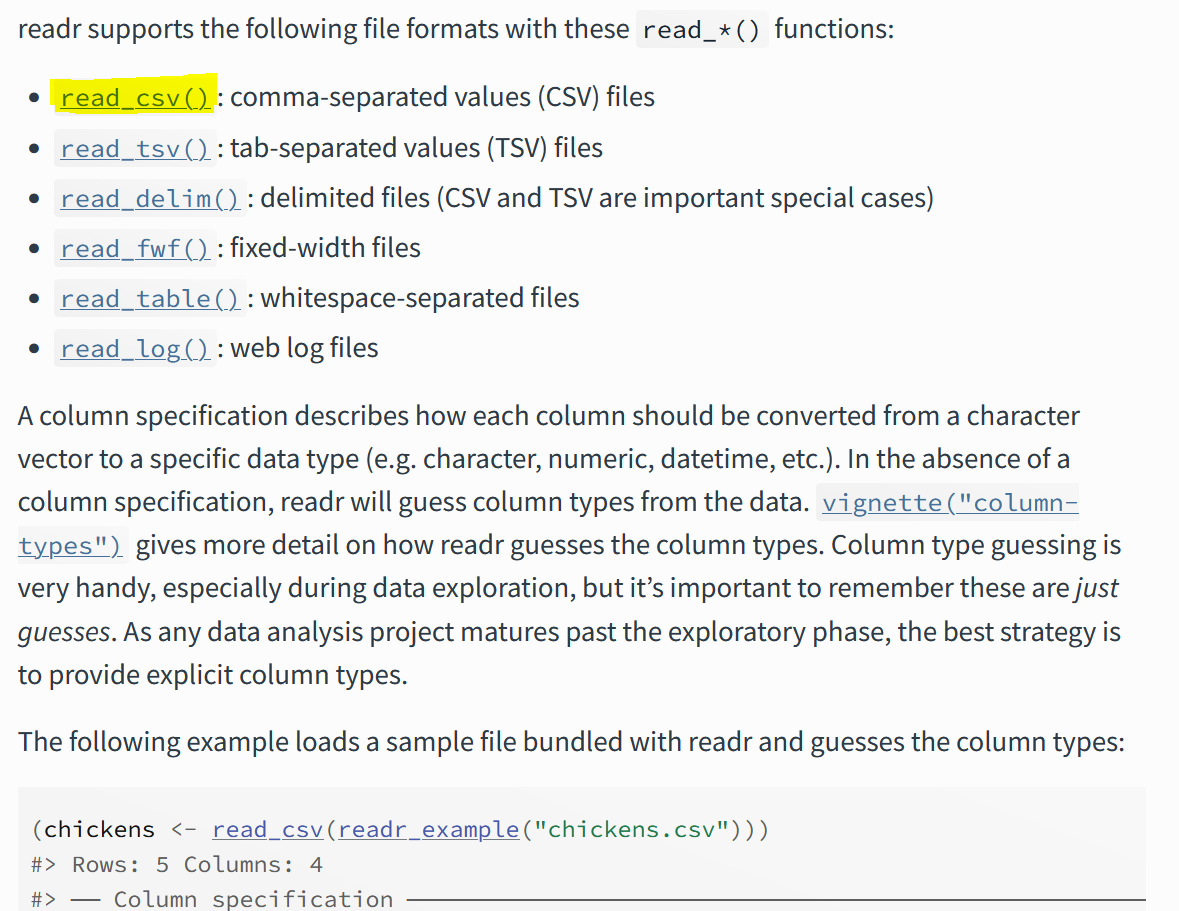 readr supports the following file formats with these read_*() functions:
• read_csv(): comma-separated values (CSV) files
• read_tsv(): tab-separated values (TSV) files
• read_delim(): delimited files (CSV and TSV are important special cases)
• read_fwf(): fixed-width files
• read_table(): whitespace-separated files
• read_log(): web log files
A column specification describes how each column should be converted from a character
vector to a specific data type (e.g. character, numeric, datetime, etc.). In the absence of a
column specification, readr will guess column types from the data. vignette("column-
types") gives more detail on how readr guesses the column types. Column type guessing is
very handy, especially during data exploration, but it’s important to remember these are just
guesses. As any data analysis project matures past the exploratory phase, the best strategy is
to provide explicit column types.
The following example loads a sample file bundled with readr and guesses the column types:
(chickens <- read_csv(readr_example("chickens.csv")))
#> Rows: 5 Columns: 4
#> ── Column specification ────────────────────────